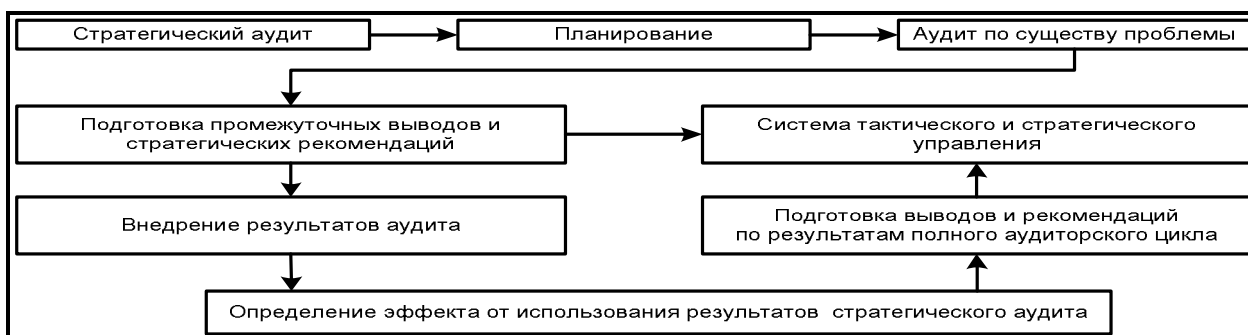 Стратегический аудит
Планирование
Аудит по существу проблемы
Подготовка промежуточных выводов и
стратегических рекомендаций
Система тактического и стратегического
управления
Внедрение результатов аудита
Подготовка выводов и рекомендаций
по результатам полного аудиторского цикла
Определение эффекта от использования результатов стратегического аудита